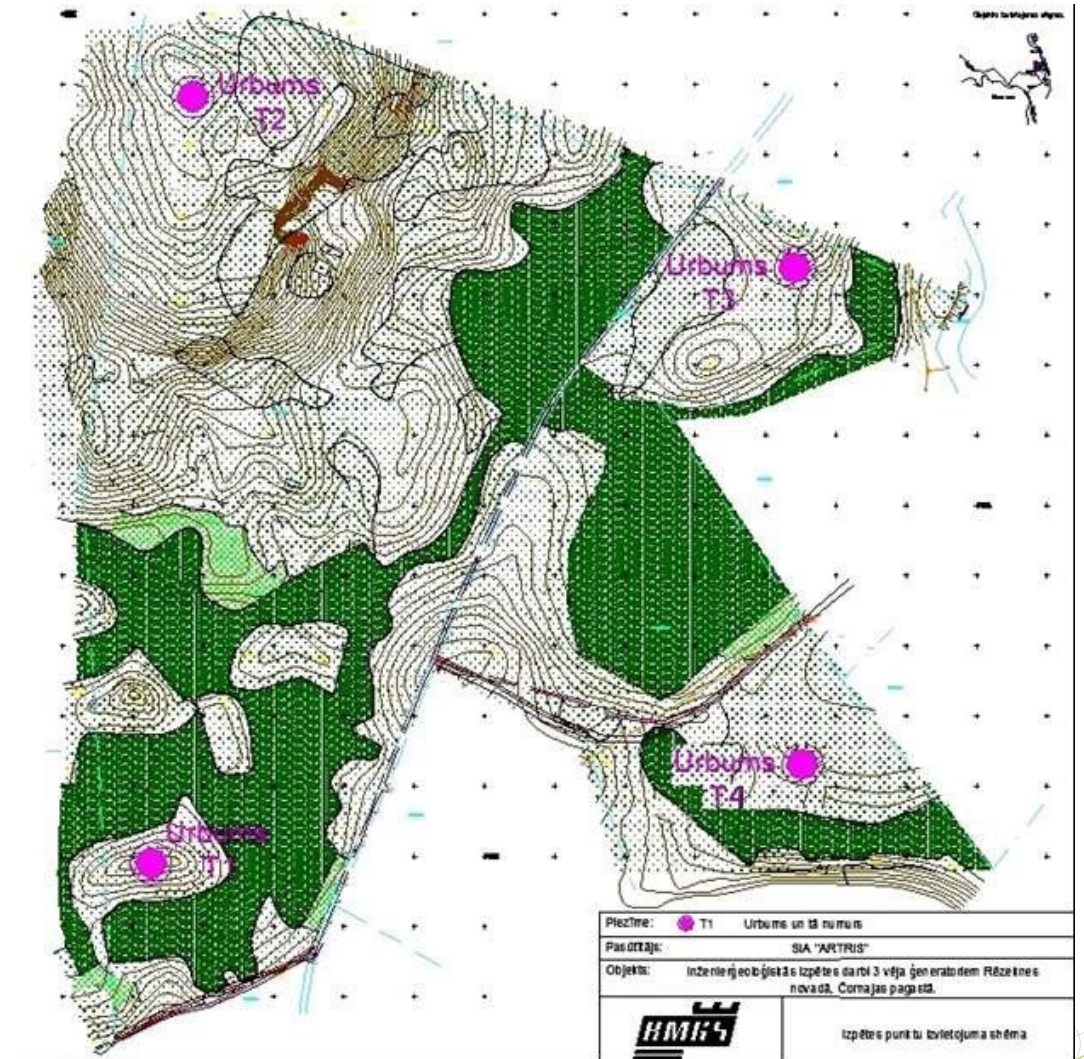 Urbums
T2
Urbums
T3
Urbums
T4
Urbums
T1
Piezīme: T1 Urbums un tā numurs
Pasūtītājs: SIA "ARTRIS"
Objekts: Inženierģeoloģiskās izpētes darbi 3 vēja ģeneratoriem Rēzeknes
novadā, Čornajas pagastā.
Izpētes punktu izvietojuma shēma